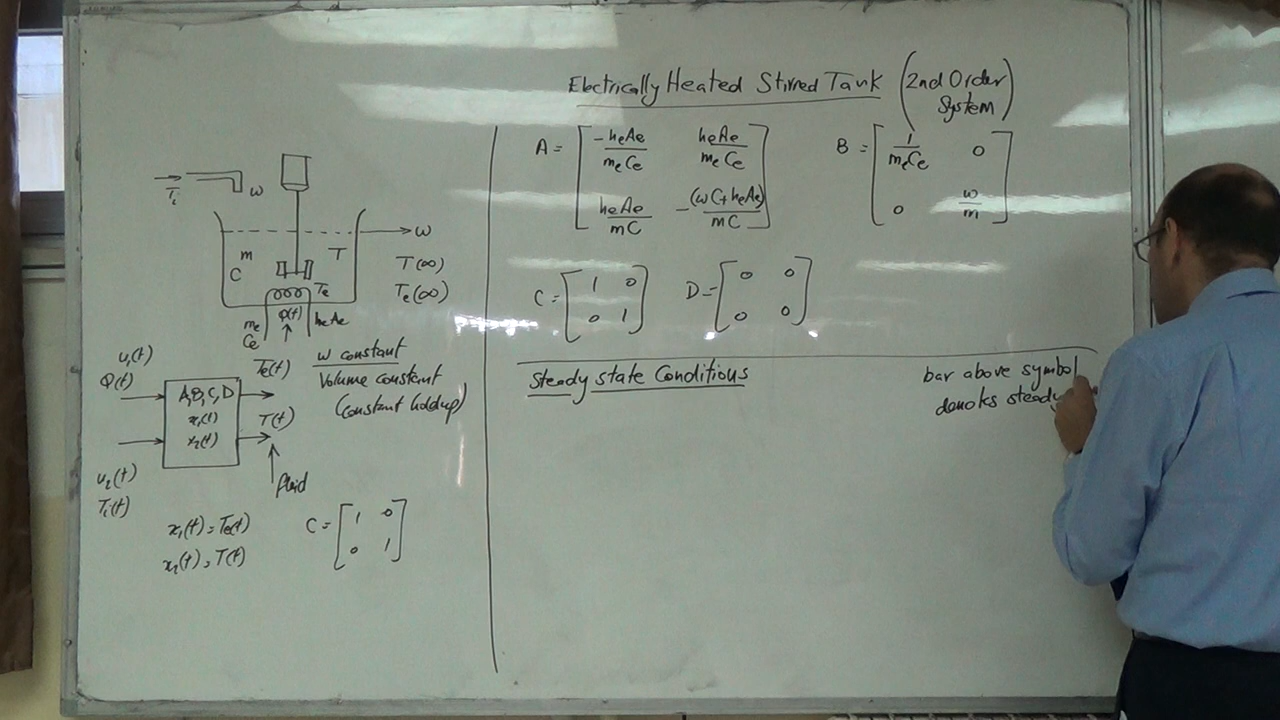 Electrically Heated Stirred Tank (2nd Order
System)
A = [ -heAe/meCe heAe/meCe
heAe/mC -(wC+heAe)/mC ]
B = [ 1/meCe 0
0 w/m ]
C = [ 1 0
0 1 ]
D = [ 0 0
0 0 ]
Steady state Conditions
bar above symbol
denotes steady
Ti
w
m
C
T
w
T(∞)
Te(∞)
Te
Q(t)
me
Ce
heAe
w constant
Volume constant
(constant holdup)
u1(t)
Q(t)
A,B,C,D
x1(t)
x2(t)
Te(t)
T(t)
fluid
u2(t)
Ti(t)
x1(t) = Te(t)
x2(t) = T(t)
C = [ 1 0
0 1 ]